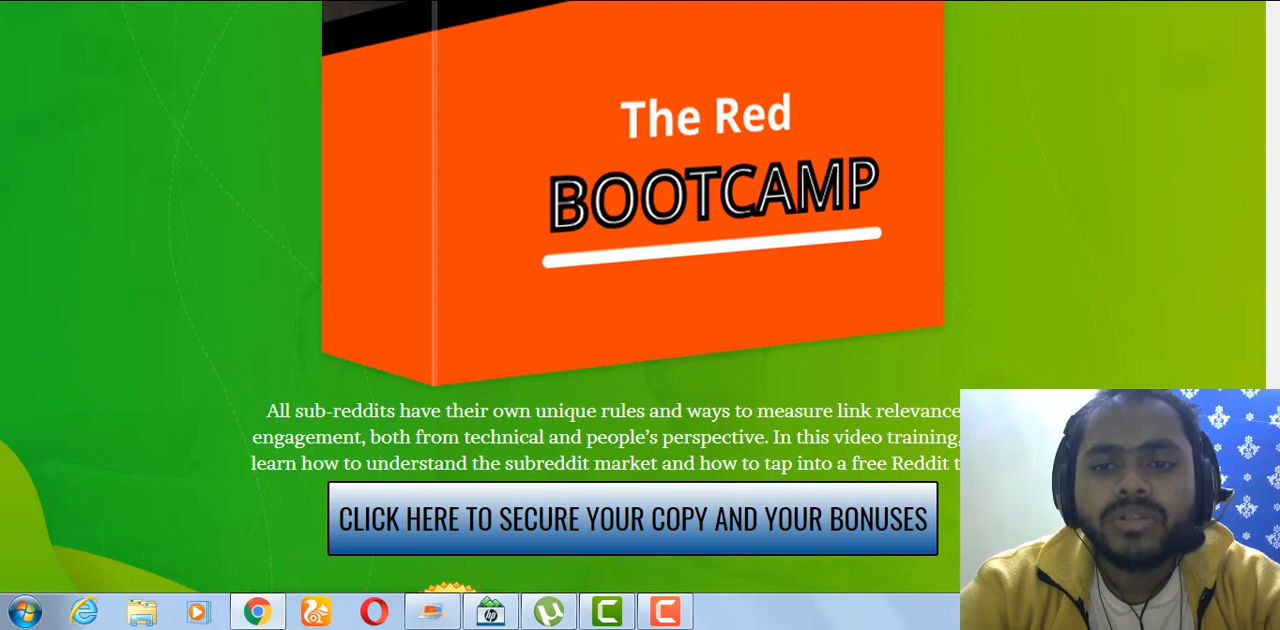 The Red
BOOTCAMP
All sub-reddits have their own unique rules and ways to measure link relevance
engagement, both from technical and people's perspective. In this video training,
learn how to understand the subreddit market and how to tap into a free Reddit
CLICK HERE TO SECURE YOUR COPY AND YOUR BONUSES
hp